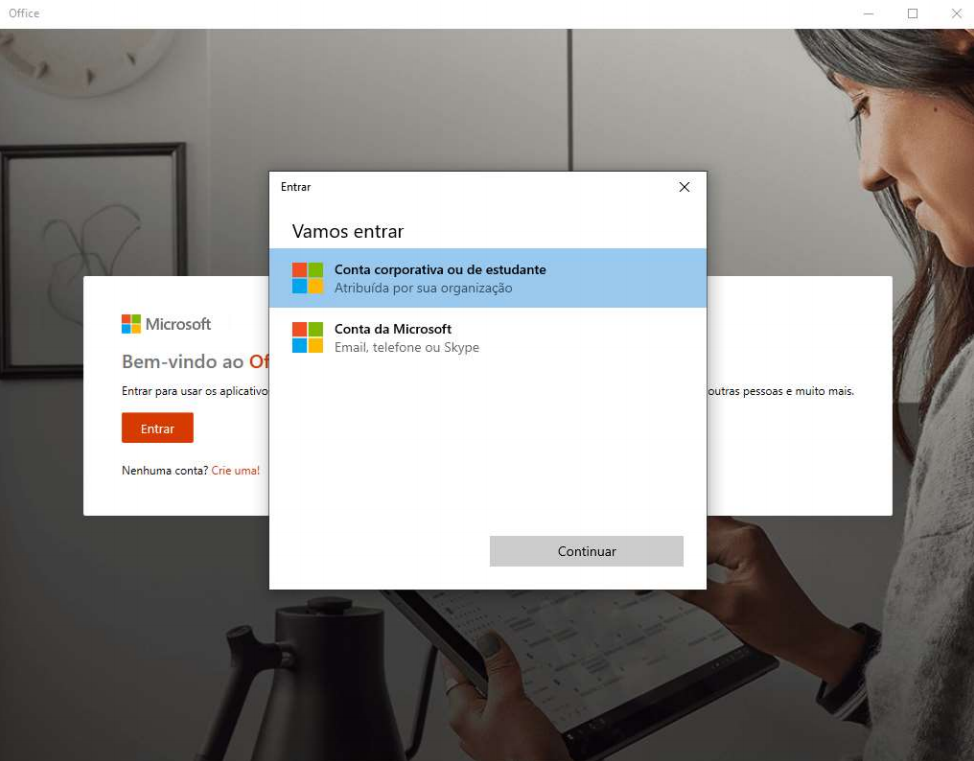 Office
Entrar
Vamos entrar
Conta corporativa ou de estudante
Atribuída por sua organização
Conta da Microsoft
Email, telefone ou Skype
Continuar
Microsoft
Bem-vindo ao
Entrar para usar os outras pessoas e muito mais.
Entrar
Nenhuma conta? Crie uma!